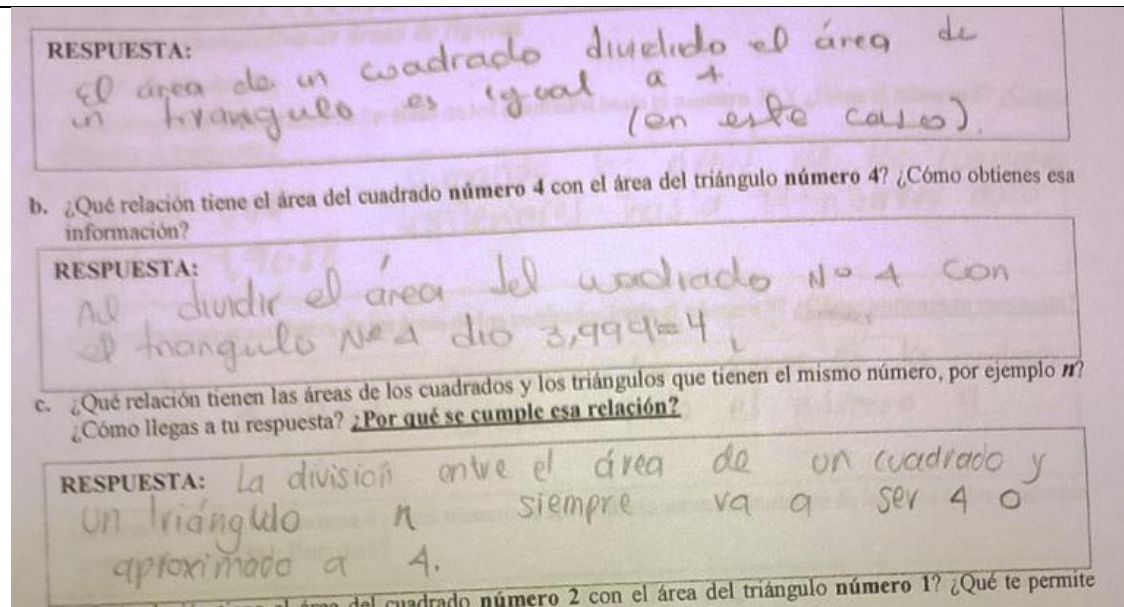 RESPUESTA:
El área de un cuadrado dividido el área de
un triangulo es igual a 4
(en este caso).
b. ¿Qué relación tiene el área del cuadrado número 4 con el área del triángulo número 4? ¿Cómo obtienes esa
información?
RESPUESTA:
Al dividir el área del cuadrado Nº 4 con
el triangulo Nº 4 dio 3,994=4
c. ¿Qué relación tienen las áreas de los cuadrados y los triángulos que tienen el mismo número, por ejemplo n?
¿Cómo llegas a tu respuesta? ¿Por qué se cumple esa relación?
RESPUESTA: La división entre el área de un cuadrado y
un triángulo n siempre va a ser 4 o
aproximado a 4.
del cuadrado número 2 con el área del triángulo número 1? ¿Qué te permite